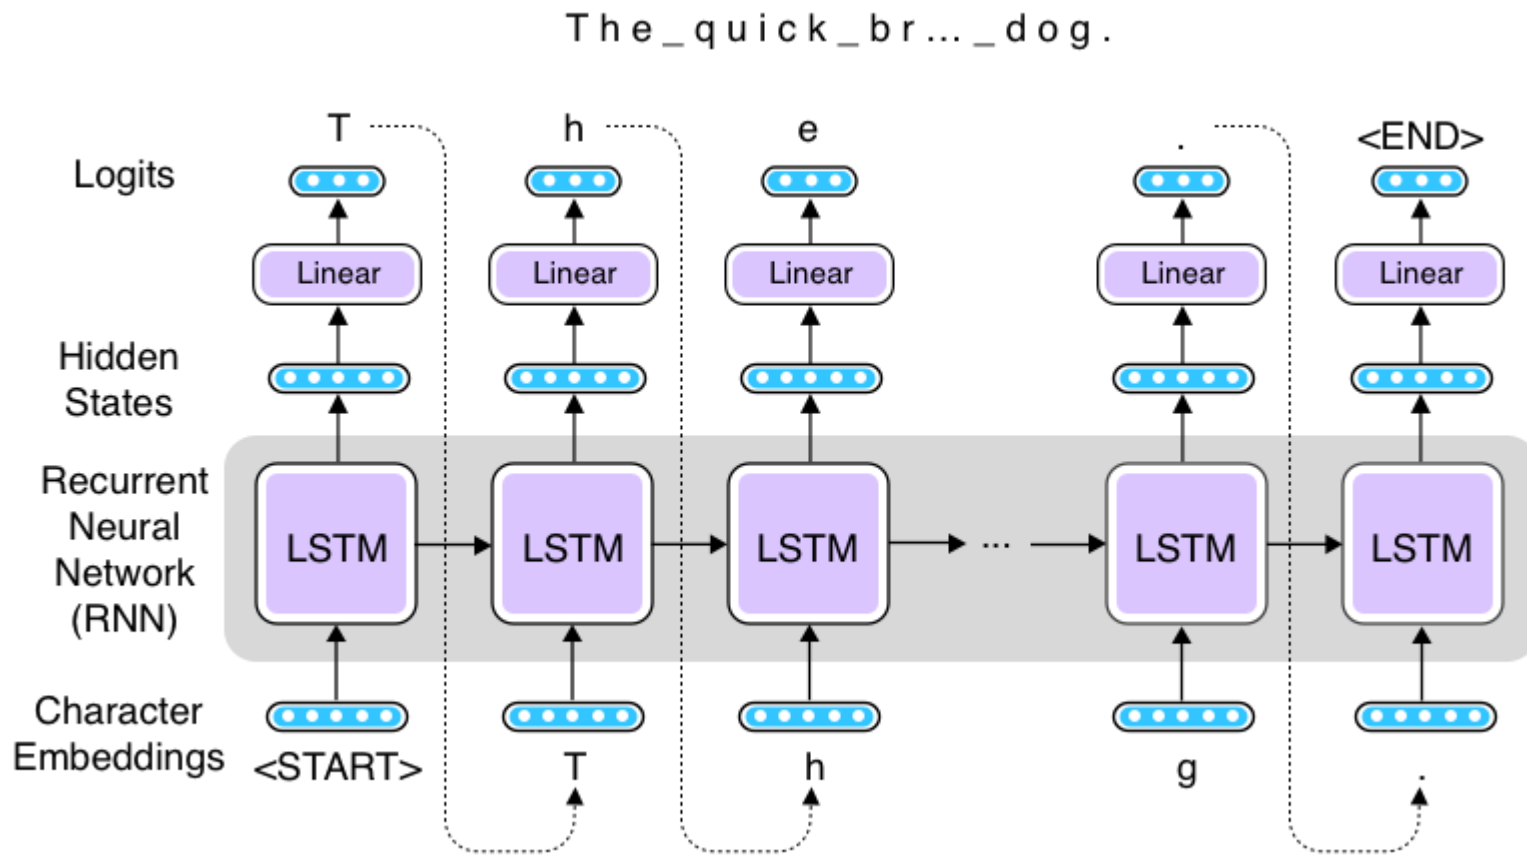 The_quick_br..._dog.
T h e . <END>
Logits
Linear Linear Linear Linear Linear
Hidden
States
Recurrent
Neural
Network
(RNN)
LSTM LSTM LSTM ... LSTM LSTM
Character
Embeddings
<START> T h g .